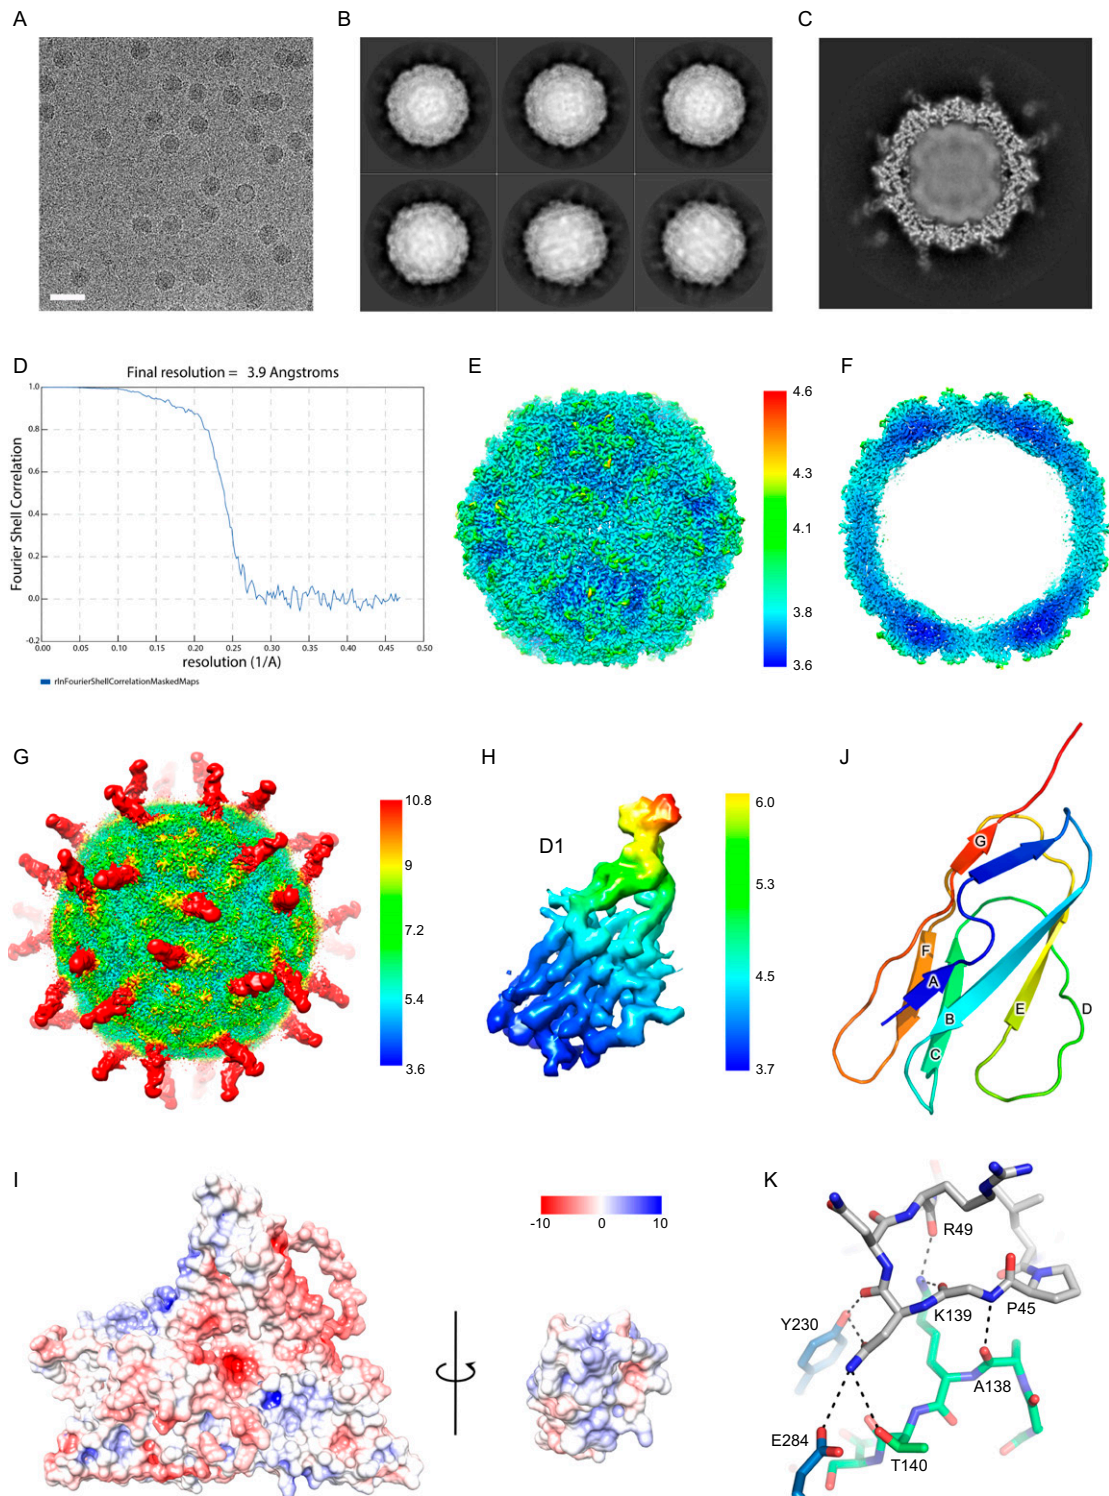 A
B
C
D
Final resolution = 3.9 Angstroms
1.0
0.8
0.6
0.4
0.2
0.0
-0.2
Fourier Shell Correlation
0.00 0.05 0.10 0.15 0.20 0.25 0.30 0.35 0.40 0.45 0.50
resolution (1/A)
rlnFourierShellCorrelationMaskedMaps
E
4.6
4.3
4.1
3.8
3.6
F
G
10.8
9
7.2
5.4
3.6
H
D1
6.0
5.3
4.5
3.7
J
G
F
A
B
C
E
D
I
-10 0 10
K
R49
K139
P45
Y230
A138
E284
T140